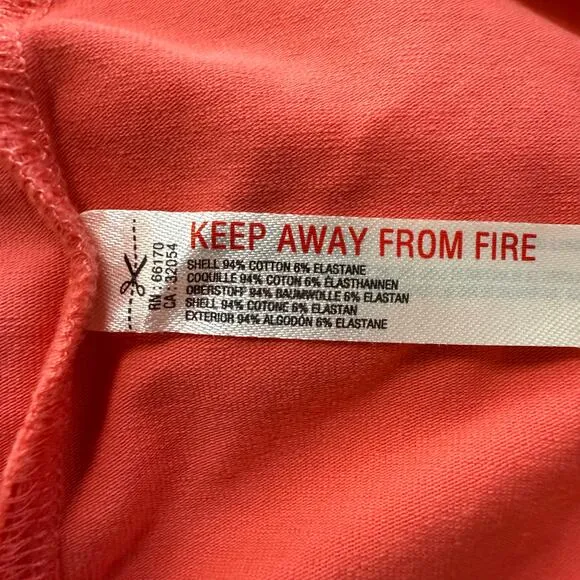 RN : 66170
CA : 32054
KEEP AWAY FROM FIRE
SHELL 94% COTTON 6% ELASTANE
COQUILLE 94% COTON 6% ELASTHANNEN
OBERSTOFF 94% BAUMWOLLE 6% ELASTAN
SHELL 94% COTONE 6% ELASTAN
EXTERIOR 94% ALGODÓN 6% ELASTANE